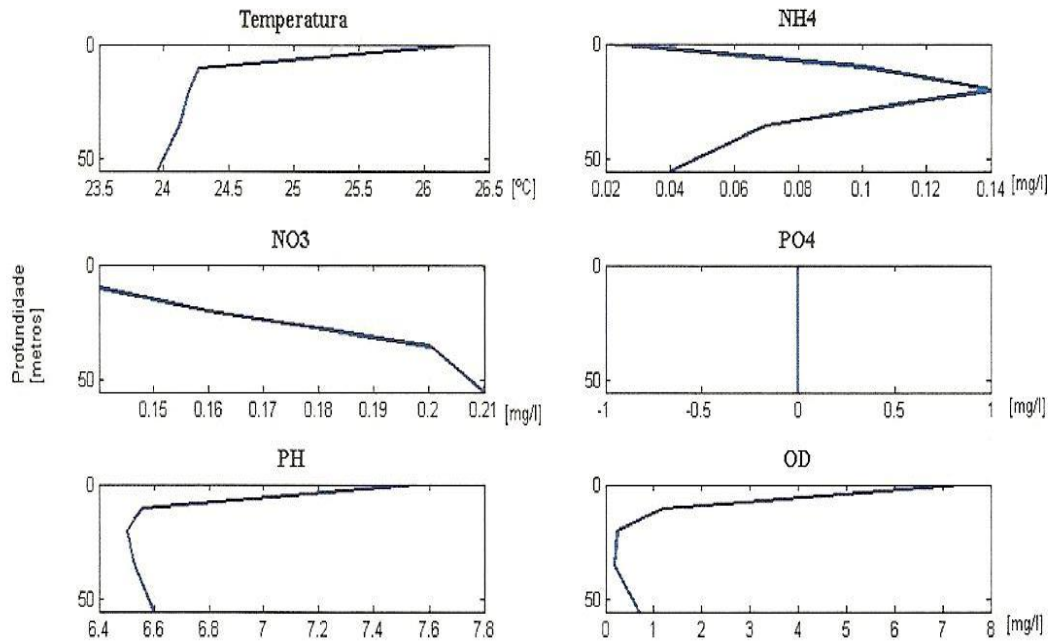 Temperatura
0
50
23.5 24 24.5 25 25.5 26 26.5 [ºC]
NH4
0
50
0.02 0.04 0.06 0.08 0.10 0.12 0.14 [mg/l]
Profundidade
[metros]
NO3
0
50
0.15 0.16 0.17 0.18 0.19 0.2 0.21 [mg/l]
PO4
0
50
-1 -0.5 0 0.5 1 [mg/l]
PH
0
50
6.4 6.6 6.8 7 7.2 7.4 7.6 7.8
OD
0
50
0 1 2 3 4 5 6 7 8 [mg/l]